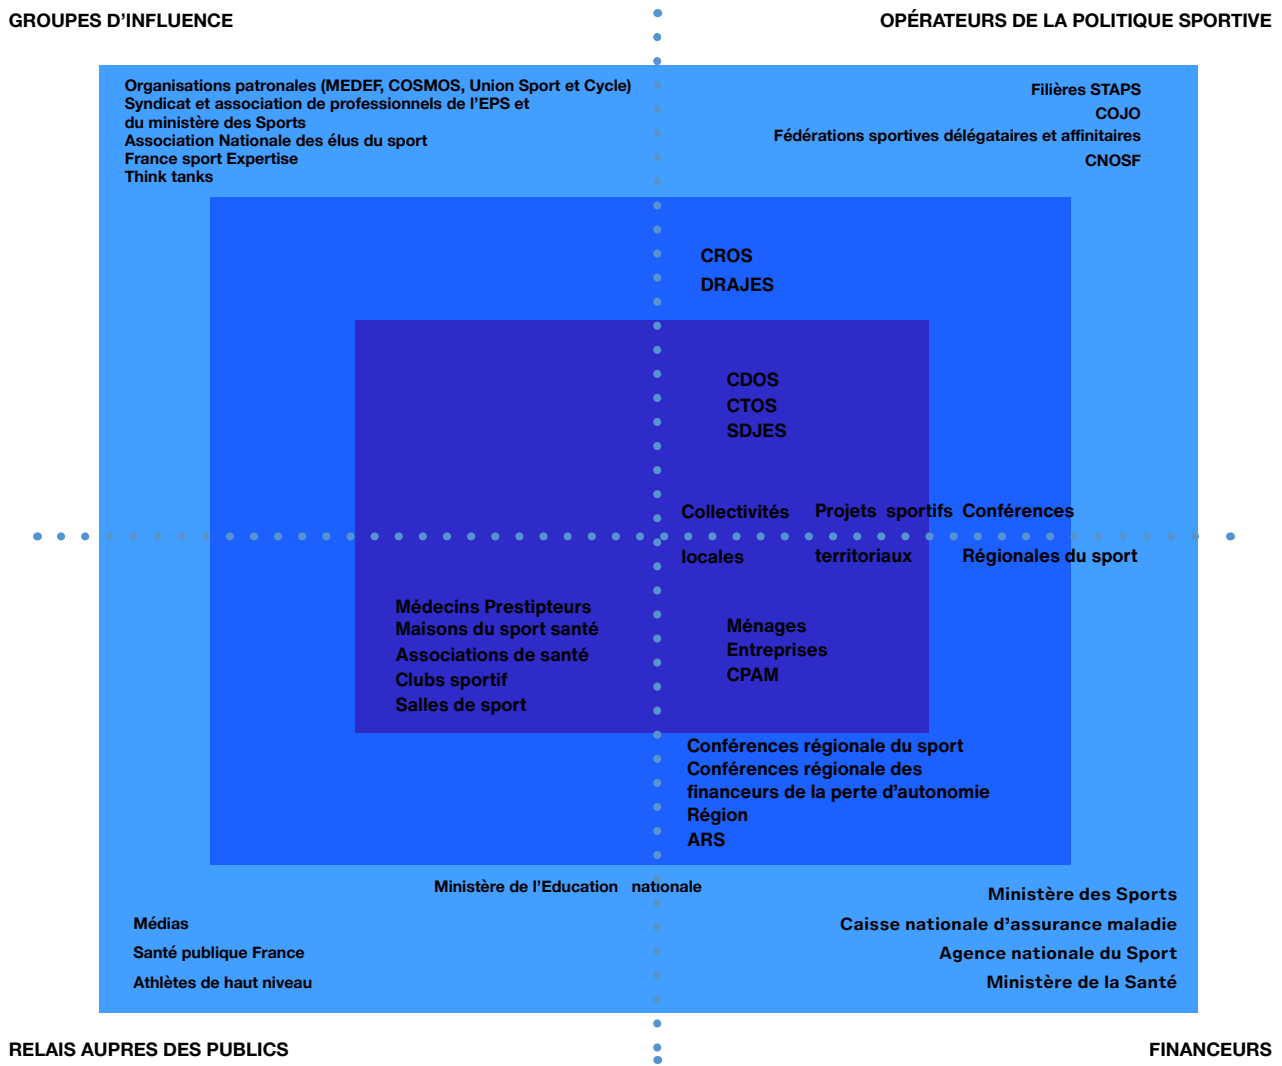 GROUPES D’INFLUENCE
OPÉRATEURS DE LA POLITIQUE SPORTIVE
Organisations patronales (MEDEF, COSMOS, Union Sport et Cycle)
Syndicat et association de professionnels de l’EPS et
du ministère des Sports
Association Nationale des élus du sport
France sport Expertise
Think tanks
Filières STAPS
COJO
Fédérations sportives délégataires et affinitaires
CNOSF
CROS
DRAJES
CDOS
CTOS
SDJES
Collectivités
locales
Projets sportifs
territoriaux
Conférences
Régionales du sport
Médecins Prestipteurs
Maisons du sport santé
Associations de santé
Clubs sportif
Salles de sport
Ménages
Entreprises
CPAM
Conférences régionale du sport
Conférences régionale des
financeurs de la perte d’autonomie
Région
ARS
Ministère de l’Education nationale
Médias
Santé publique France
Athlètes de haut niveau
Ministère des Sports
Caisse nationale d’assurance maladie
Agence nationale du Sport
Ministère de la Santé
RELAIS AUPRES DES PUBLICS
FINANCEURS